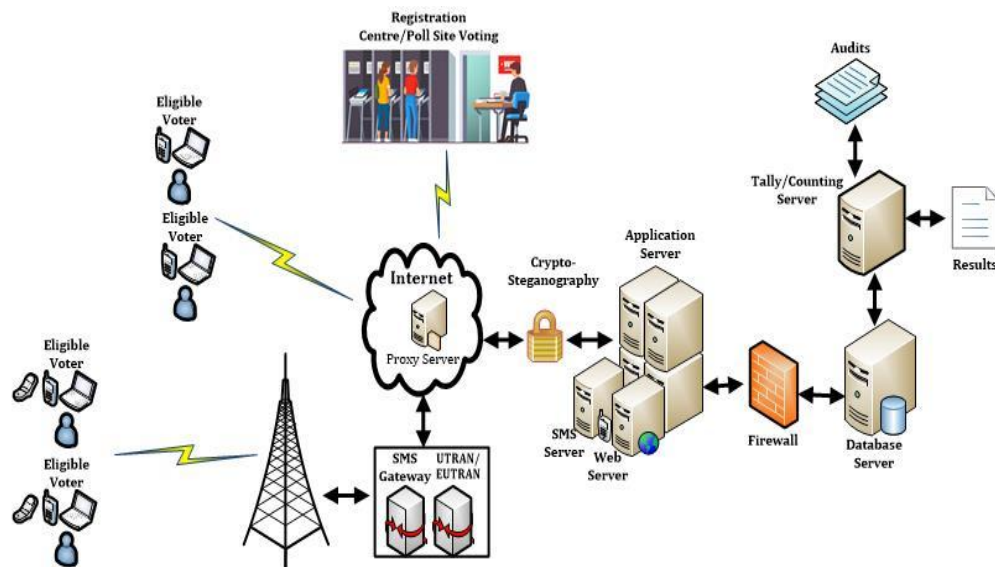 Registration
Centre/Poll Site Voting
Audits
Eligible
Voter
Eligible
Voter
Tally/Counting
Server
Results
Application
Server
Internet
Crypto-
Steganography
Proxy Server
Eligible
Voter
Eligible
Voter
SMS
Gateway
UTRAN/
EUTRAN
SMS
Server
Web
Server
Firewall
Database
Server